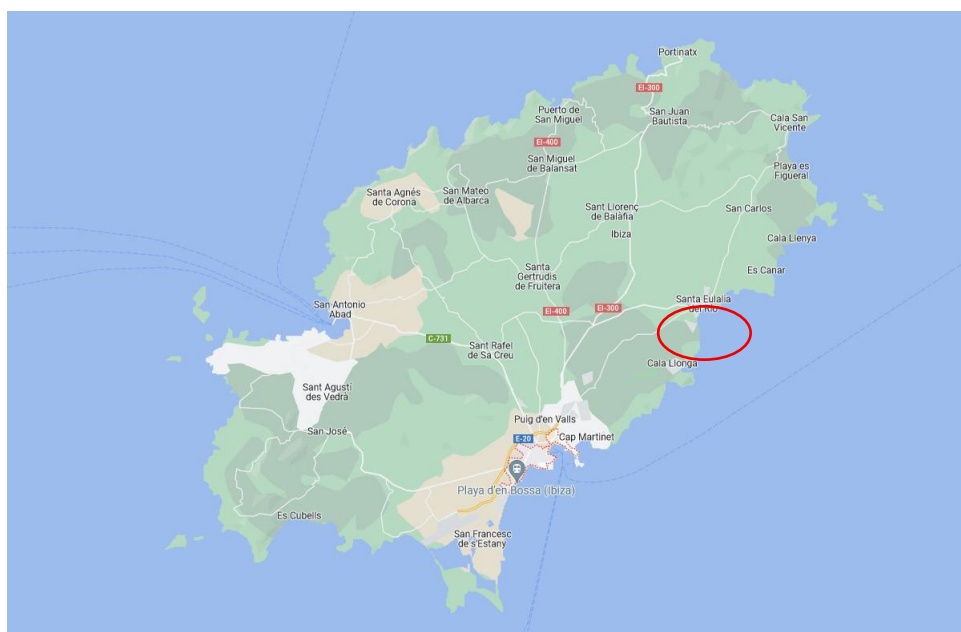 Portinatx
EI-300
Puerto de
San Miguel
San Juan
Bautista
Cala San
Vicente
EI-400
San Miguel
de Balansat
Playa es
Figueral
Santa Agnés
de Corona
San Mateo
de Albarca
Sant Llorenç
de Balàfia
San Carlos
Ibiza
Cala Llenya
Santa
Gertrudis
de Fruitera
Es Canar
San Antonio
Abad
Santa Eulalia
del Río
EI-400
EI-300
C-731
Sant Rafel
de Sa Creu
Cala Llonga
Sant Agustí
des Vedrà
Puig d'en Valls
San José
E-20
Cap Martinet
Playa d'en Bossa (Ibiza)
Es Cubells
San Francesc
de s'Estany